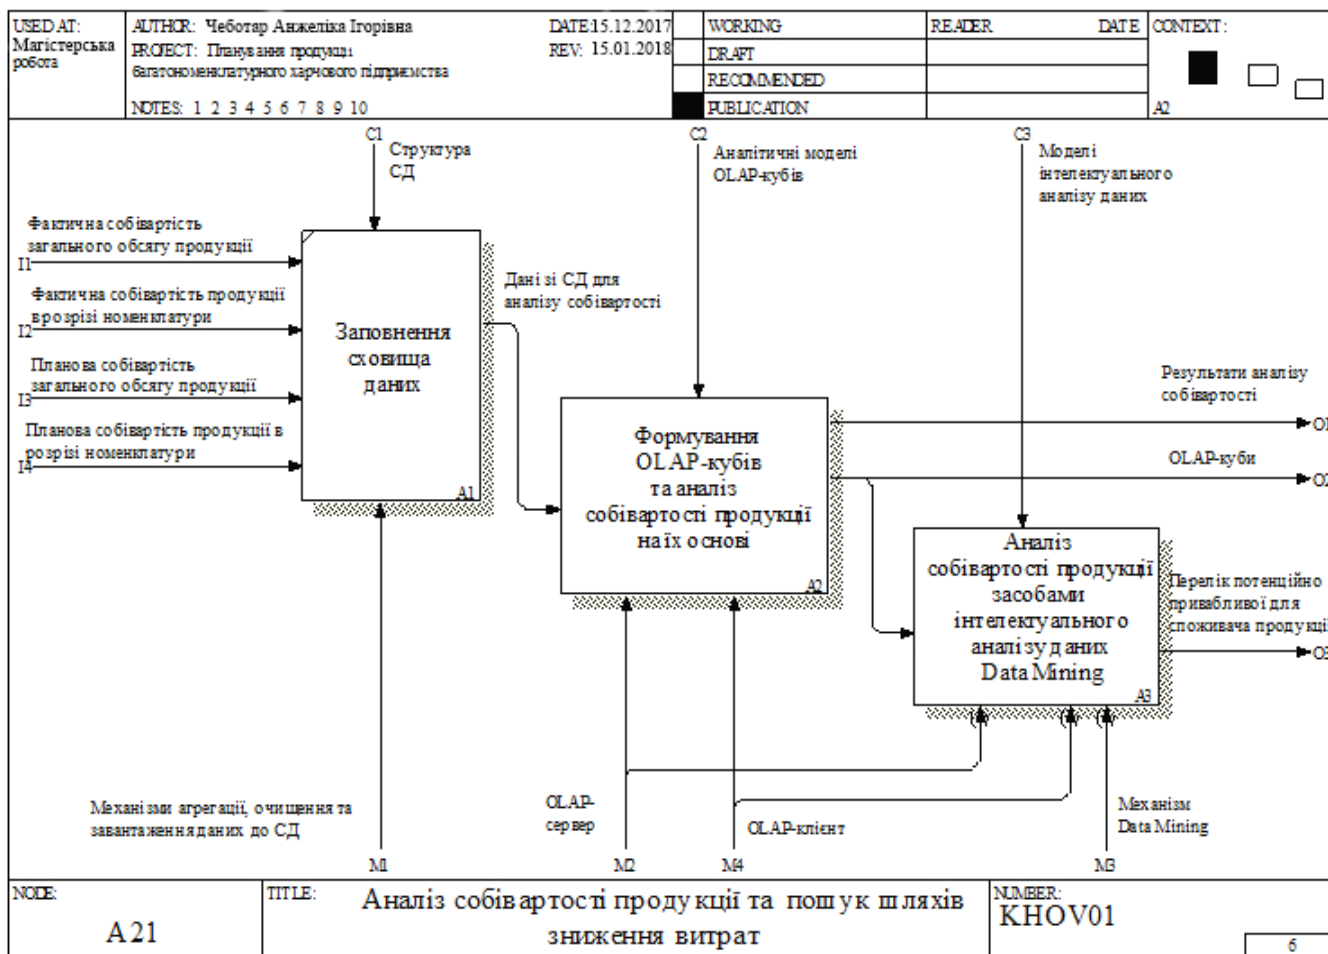 USED AT:
Магістерська
робота
AUTHOR: Чеботар Анжеліка Ігорівна
DATE:15.12.2017
PROJECT: Планування продукції
багатономенклатурного харчового підприємства
REV: 15.01.2018
NOTES: 1 2 3 4 5 6 7 8 9 10
WORKING
DRAFT
RECOMMENDED
PUBLICATION
READER
DATE
CONTEXT:
A2
C1
Структура
СД
C2
Аналітичні моделі
OLAP-кубів
C3
Моделі
інтелектуального
аналізу даних
Фактична собівартість
загального обсягу продукції
I1
Фактична собівартість продукції
в розрізі номенклатури
I2
Планова собівартість
загального обсягу продукції
I3
Планова собівартість продукції в
розрізі номенклатури
I4
Заповнення
сховища
даних
A1
Дані зі СД для
аналізу собівартості
Формування
OLAP-кубів
та аналіз
собівартості продукції
на їх основі
A2
Результати аналізу
собівартості
O1
OLAP-куби
O2
Аналіз
собівартості продукції
засобами
інтелектуального
аналізу даних
Data Mining
A3
Перелік потенційно
привабливої для
споживача продукції
O3
Механізми агрегації, очищення та
завантаження даних до СД
M1
OLAP-
сервер
M2
OLAP-клієнт
M4
Механізм
Data Mining
M3
NODE:
A21
TITLE:
Аналіз собівартості продукції та пошук шляхів
зниження витрат
NUMBER:
KHOV01
6